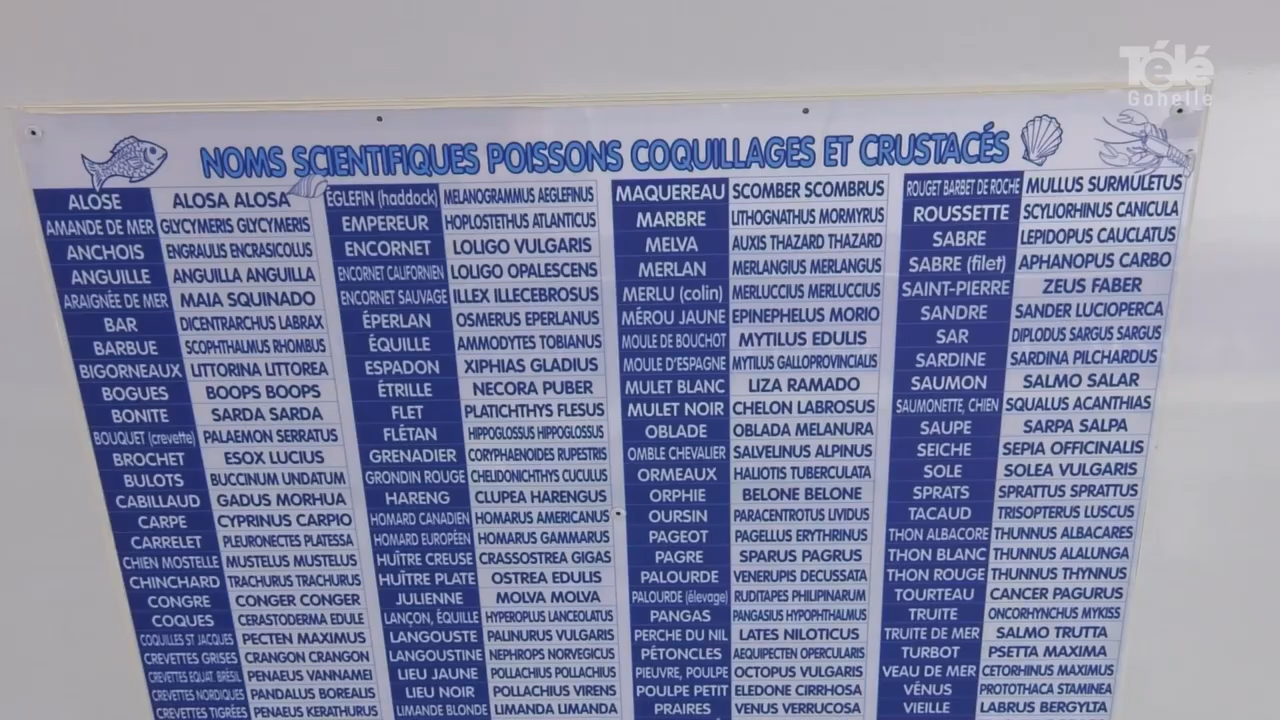 Télé
Gohelle
NOMS SCIENTIFIQUES POISSONS COQUILLAGES ET CRUSTACÉS
ALOSE ALOSA ALOSA
AMANDE DE MER GLYCYMERIS GLYCYMERIS
ANCHOIS ENGRAULIS ENCRASICOLUS
ANGUILLE ANGUILLA ANGUILLA
ARAIGNÉE DE MER MAIA SQUINADO
BAR DICENTRARCHUS LABRAX
BARBUE SCOPHTHALMUS RHOMBUS
BIGORNEAUX LITTORINA LITTOREA
BOGUES BOOPS BOOPS
BONITE SARDA SARDA
BOUQUET (crevette) PALAEMON SERRATUS
BROCHET ESOX LUCIUS
BULOTS BUCCINUM UNDATUM
CABILLAUD GADUS MORHUA
CARPE CYPRINUS CARPIO
CARRELET PLEURONECTES PLATESSA
CHIEN MOSTELLE MUSTELUS MUSTELUS
CHINCHARD TRACHURUS TRACHURUS
CONGRE CONGER CONGER
COQUES CERASTODERMA EDULE
COQUILLES ST JACQUES PECTEN MAXIMUS
CREVETTES GRISES CRANGON CRANGON
CREVETTES EQUAT. BRÉSIL PENAEUS VANNAMEI
CREVETTES NORDIQUES PANDALUS BOREALIS
CREVETTES TIGRÉES PENAEUS KERATHURUS
ÉGLEFIN (haddock) MELANOGRAMMUS AEGLEFINUS
EMPEREUR HOPLOSTETHUS ATLANTICUS
ENCORNET LOLIGO VULGARIS
ENCORNET CALIFORNIEN LOLIGO OPALESCENS
ENCORNET SAUVAGE ILLEX ILLECEBROSUS
ÉPERLAN OSMERUS EPERLANUS
ÉQUILLE AMMODYTES TOBIANUS
ESPADON XIPHIAS GLADIUS
ÉTRILLE NECORA PUBER
FLET PLATICHTHYS FLESUS
FLÉTAN HIPPOGLOSSUS HIPPOGLOSSUS
GRENADIER CORYPHAENOIDES RUPESTRIS
GRONDIN ROUGE CHELIDONICHTHYS CUCULUS
HARENG CLUPEA HARENGUS
HOMARD CANADIEN HOMARUS AMERICANUS
HOMARD EUROPÉEN HOMARUS GAMMARUS
HUÎTRE CREUSE CRASSOSTREA GIGAS
HUÎTRE PLATE OSTREA EDULIS
JULIENNE MOLVA MOLVA
LANÇON, ÉQUILLE HYPEROPLUS LANCEOLATUS
LANGOUSTE PALINURUS VULGARIS
LANGOUSTINE NEPHROPS NORVEGICUS
LIEU JAUNE POLLACHIUS POLLACHIUS
LIEU NOIR POLLACHIUS VIRENS
LIMANDE BLONDE LIMANDA LIMANDA
MAQUEREAU SCOMBER SCOMBRUS
MARBRE LITHOGNATHUS MORMYRUS
MELVA AUXIS THAZARD THAZARD
MERLAN MERLANGIUS MERLANGUS
MERLU (colin) MERLUCCIUS MERLUCCIUS
MÉROU JAUNE EPINEPHELUS MORIO
MOULE DE BOUCHOT MYTILUS EDULIS
MOULE D'ESPAGNE MYTILUS GALLOPROVINCIALIS
MULET BLANC LIZA RAMADO
MULET NOIR CHELON LABROSUS
OBLADE OBLADA MELANURA
OMBLE CHEVALIER SALVELINUS ALPINUS
ORMEAUX HALIOTIS TUBERCULATA
ORPHIE BELONE BELONE
OURSIN PARACENTROTUS LIVIDUS
PAGEOT PAGELLUS ERYTHRINUS
PAGRE SPARUS PAGRUS
PALOURDE VENERUPIS DECUSSATA
PALOURDE (élevage) RUDITAPES PHILIPINARUM
PANGAS PANGASIUS HYPOPHTHALMUS
PERCHE DU NIL LATES NILOTICUS
PÉTONCLES AEQUIPECTEN OPERCULARIS
PIEUVRE, POULPE OCTOPUS VULGARIS
POULPE PETIT ELEDONE CIRRHOSA
PRAIRES VENUS VERRUCOSA
ROUGET BARBET DE ROCHE MULLUS SURMULETUS
ROUSSETTE SCYLIORHINUS CANICULA
SABRE LEPIDOPUS CAUCLATUS
SABRE (filet) APHANOPUS CARBO
SAINT-PIERRE ZEUS FABER
SANDRE SANDER LUCIOPERCA
SAR DIPLODUS SARGUS SARGUS
SARDINE SARDINA PILCHARDUS
SAUMON SALMO SALAR
SAUMONETTE, CHIEN SQUALUS ACANTHIAS
SAUPE SARPA SALPA
SEICHE SEPIA OFFICINALIS
SOLE SOLEA VULGARIS
SPRATS SPRATTUS SPRATTUS
TACAUD TRISOPTERUS LUSCUS
THON ALBACORE THUNNUS ALBACARES
THON BLANC THUNNUS ALALUNGA
THON ROUGE THUNNUS THYNNUS
TOURTEAU CANCER PAGURUS
TRUITE ONCORHYNCHUS MYKISS
TRUITE DE MER SALMO TRUTTA
TURBOT PSETTA MAXIMA
VEAU DE MER CETORHINUS MAXIMUS
VÉNUS PROTOTHACA STAMINEA
VIEILLE LABRUS BERGYLTA